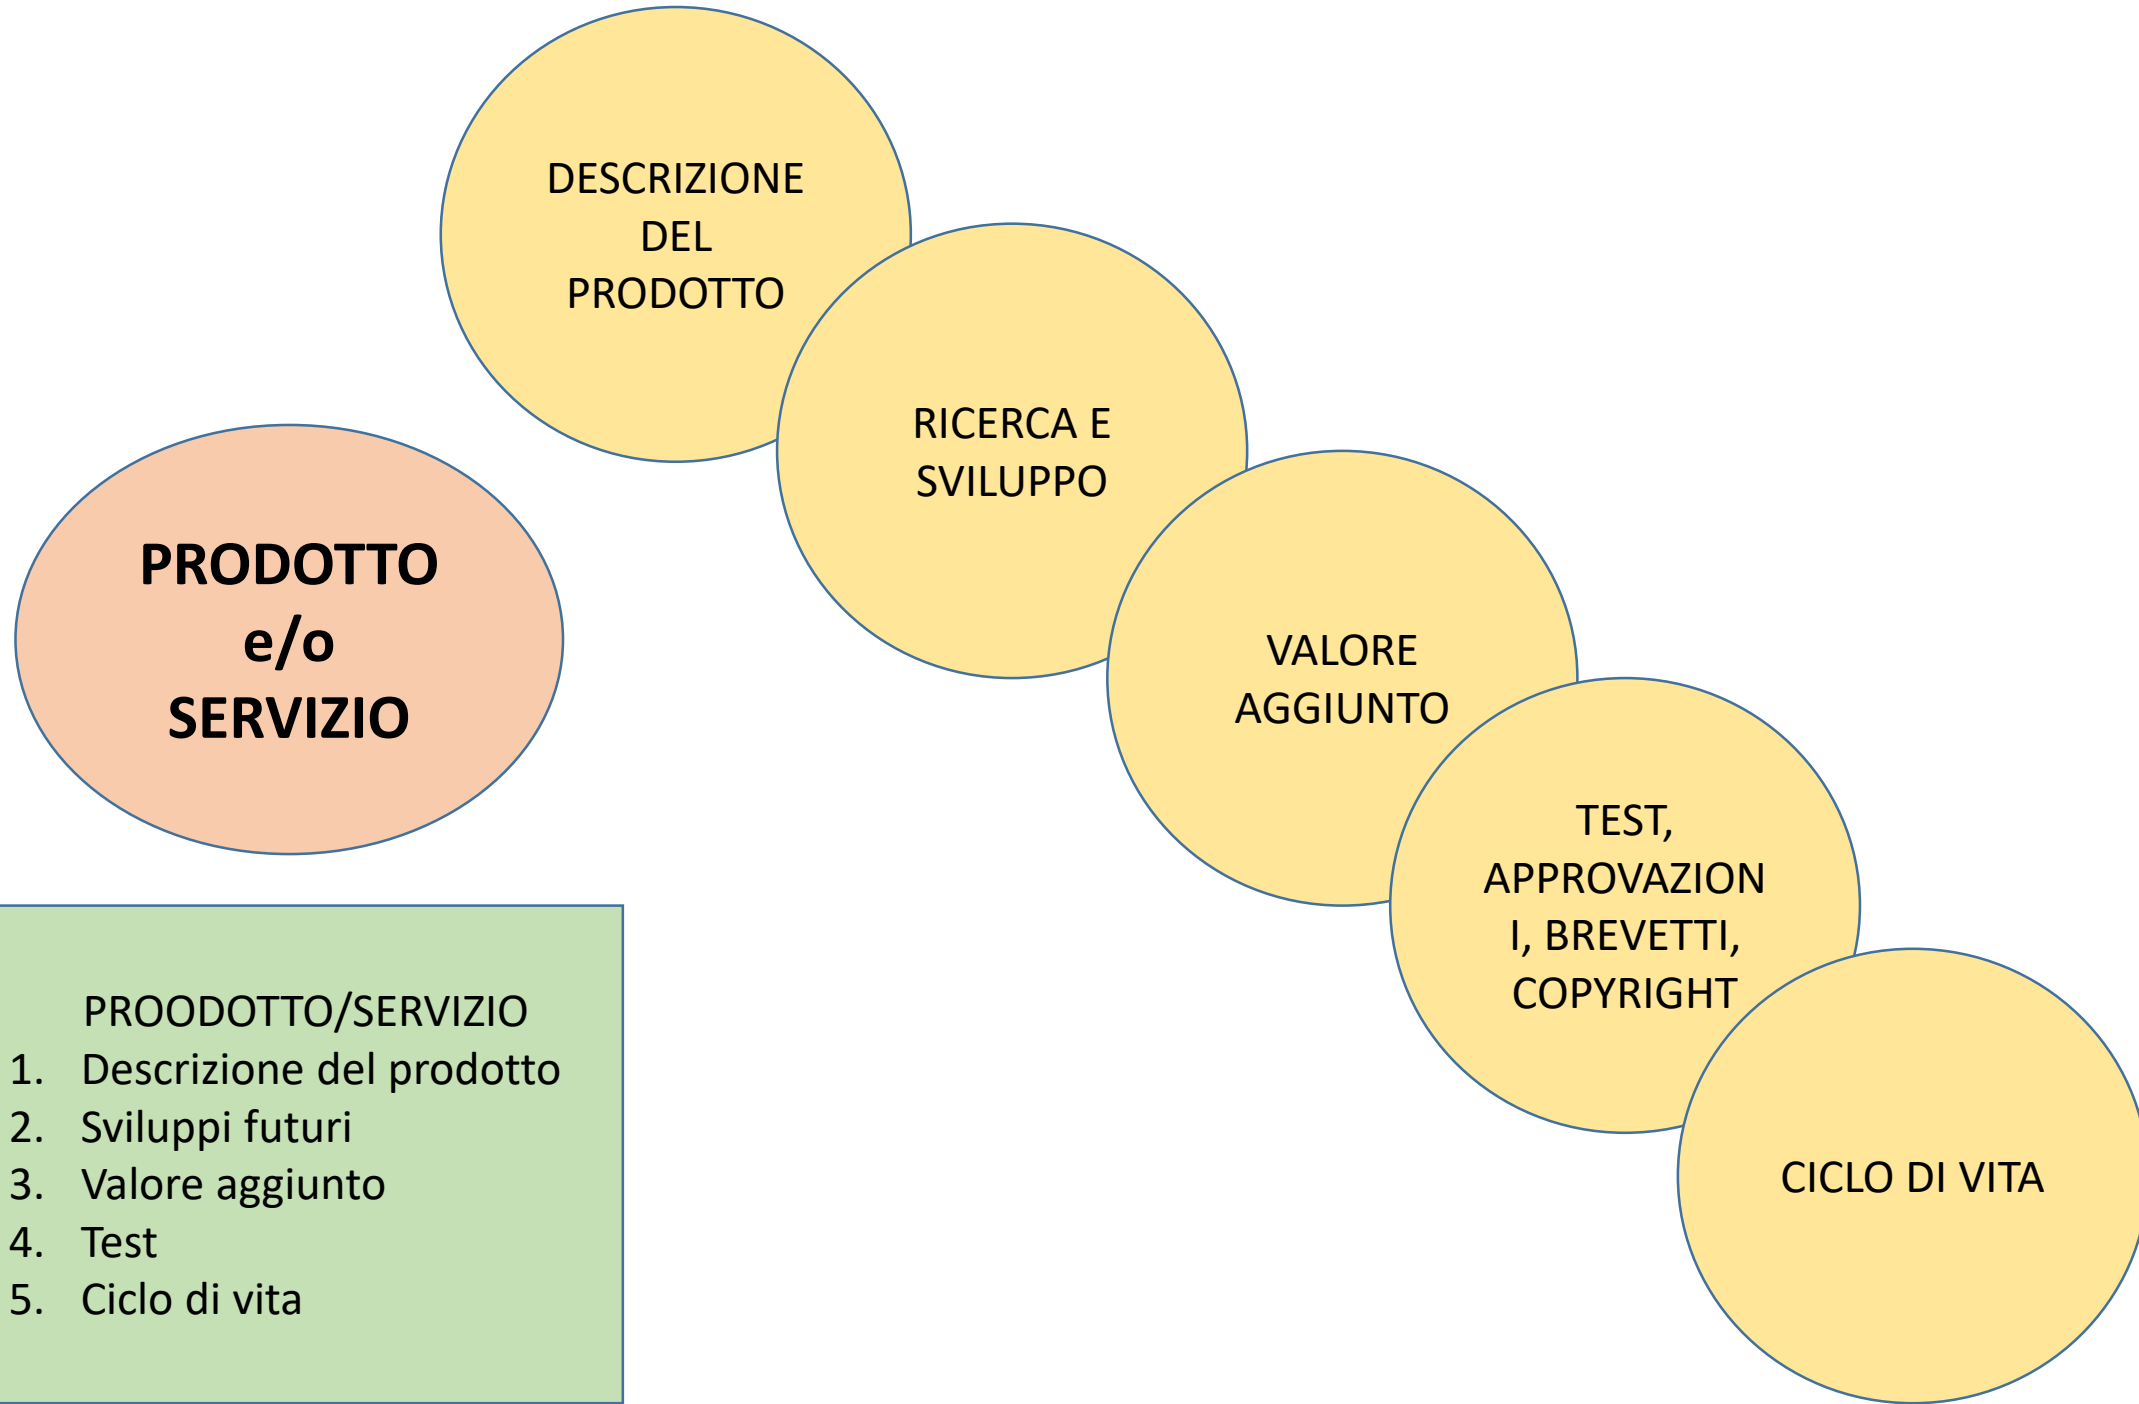 DESCRIZIONE
DEL
PRODOTTO
RICERCA E
SVILUPPO
VALORE
AGGIUNTO
TEST,
APPROVAZION
I, BREVETTI,
COPYRIGHT
CICLO DI VITA
PRODOTTO
e/o
SERVIZIO
PROODOTTO/SERVIZIO
1. Descrizione del prodotto
2. Sviluppi futuri
3. Valore aggiunto
4. Test
5. Ciclo di vita